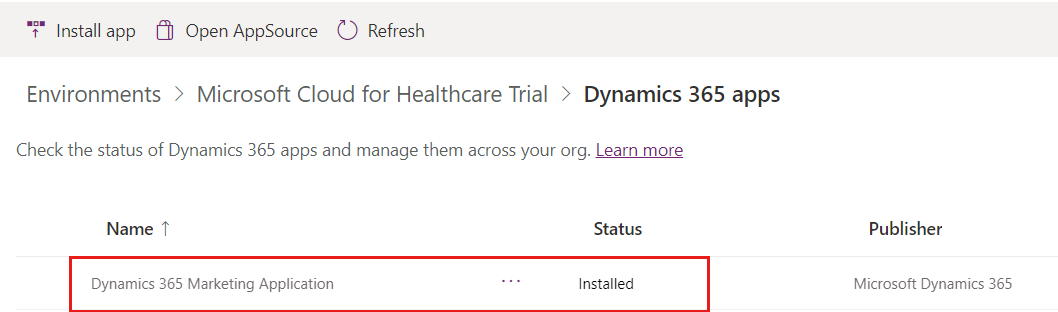 Install app Open AppSource Refresh
Environments > Microsoft Cloud for Healthcare Trial > Dynamics 365 apps
Check the status of Dynamics 365 apps and manage them across your org. Learn more
Name ↑ Status Publisher
Dynamics 365 Marketing Application ... Installed Microsoft Dynamics 365